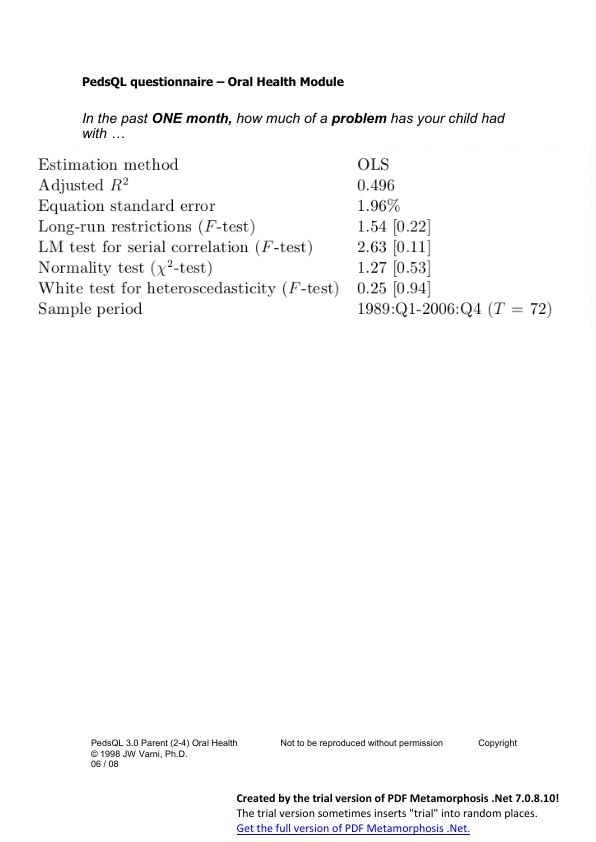 PedsQL questionnaire – Oral Health Module
In the past ONE month, how much of a problem has your child had
with …
Estimation method OLS
Adjusted R² 0.496
Equation standard error 1.96%
Long-run restrictions (F-test) 1.54 [0.22]
LM test for serial correlation (F-test) 2.63 [0.11]
Normality test (χ²-test) 1.27 [0.53]
White test for heteroscedasticity (F-test) 0.25 [0.94]
Sample period 1989:Q1-2006:Q4 (T = 72)
PedsQL 3.0 Parent (2-4) Oral Health Not to be reproduced without permission Copyright
© 1998 JW Varni, Ph.D.
06 / 08
Created by the trial version of PDF Metamorphosis .Net 7.0.8.10!
The trial version sometimes inserts "trial" into random places.
Get the full version of PDF Metamorphosis .Net.